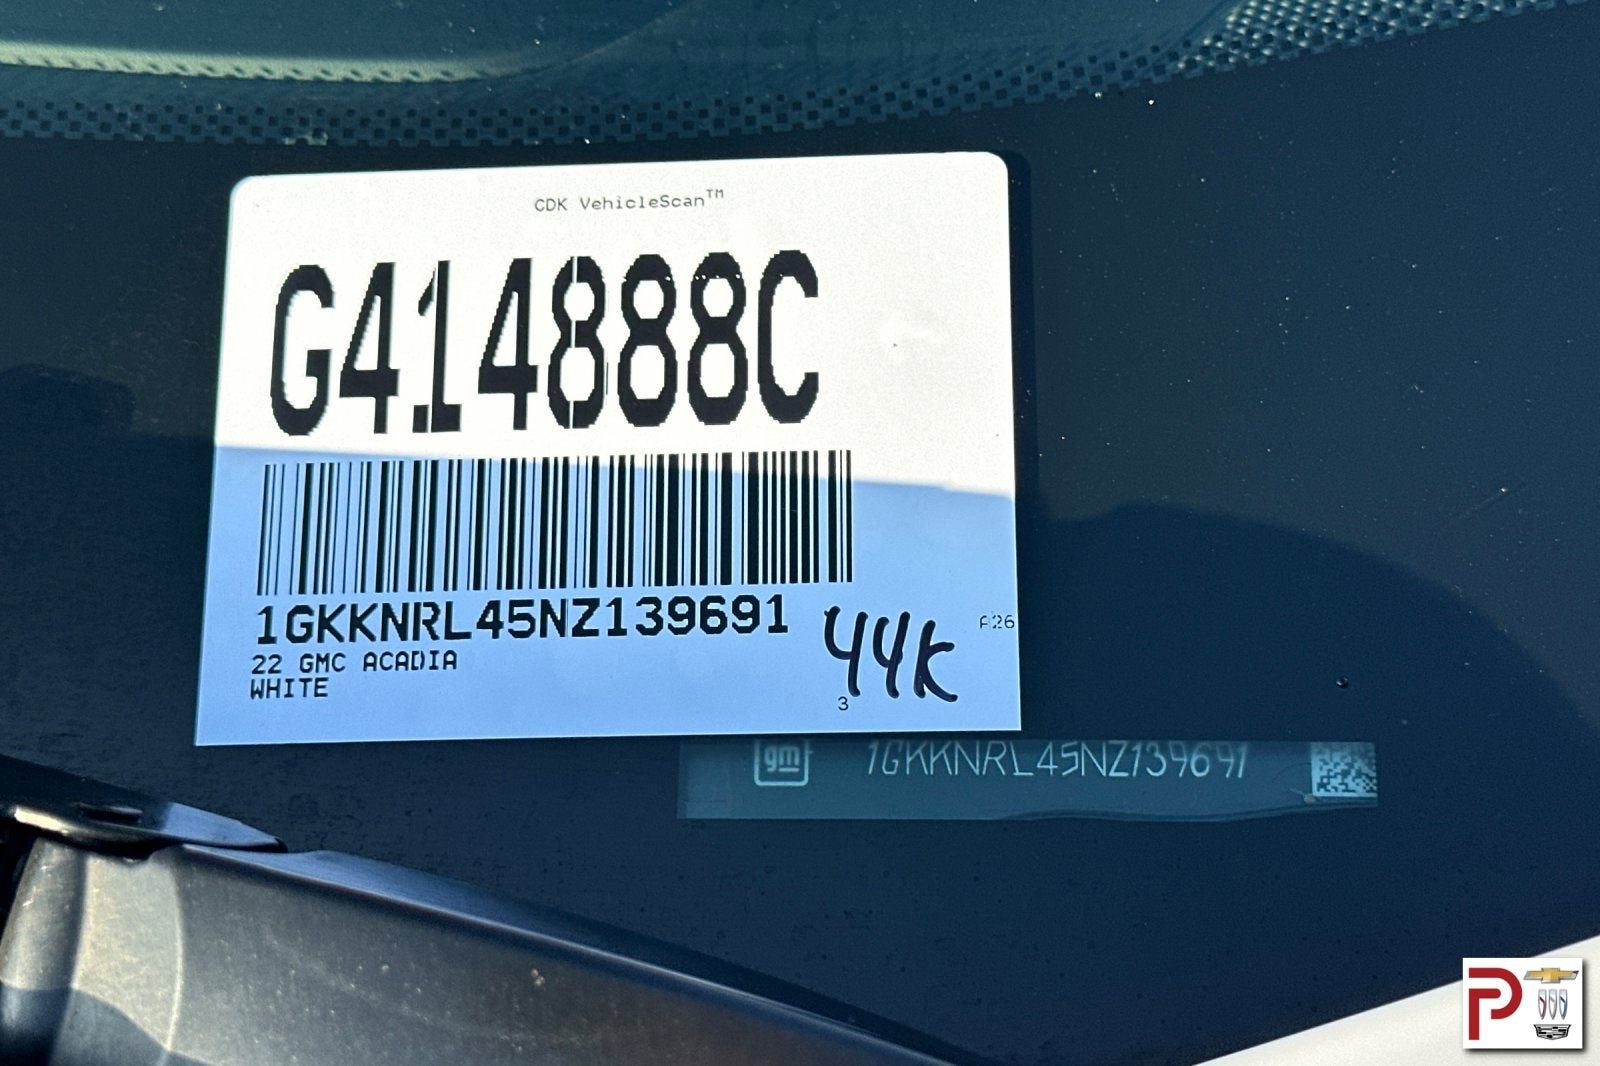 CDK VehicleScan™
G414888C
1GKKNRL45NZ139691
22 GMC ACADIA
WHITE
44K
A26
3
gm 1GKKNRL45NZ139691
P